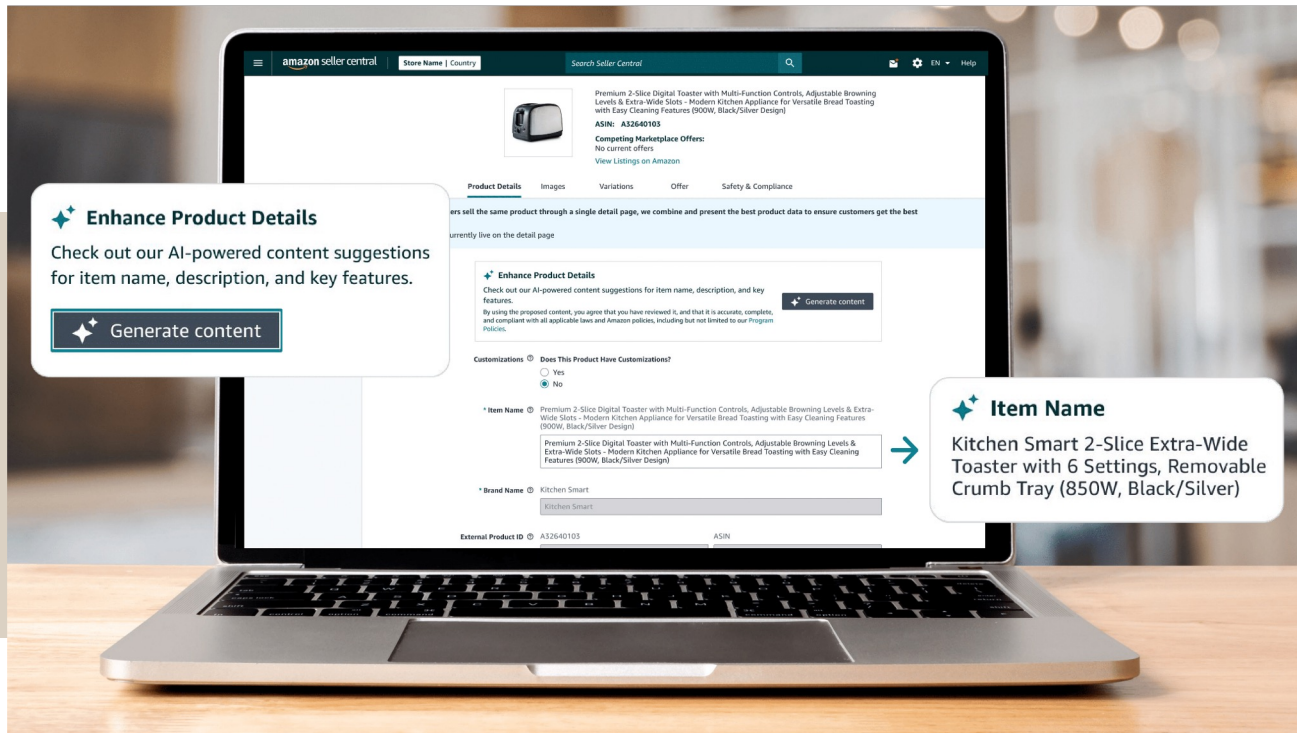 amazon seller central
Store Name | Country
Search Seller Central
EN
Help
Premium 2-Slice Digital Toaster with Multi-Function Controls, Adjustable Browning
Levels & Extra-Wide Slots - Modern Kitchen Appliance for Versatile Bread Toasting
with Easy Cleaning Features (900W, Black/Silver Design)
ASIN: A32640103
Competing Marketplace Offers:
No current offers
View Listings on Amazon
Product Details
Images
Variations
Offer
Safety & Compliance
ers sell the same product through a single detail page, we combine and present the best product data to ensure customers get the best
urrently live on the detail page
Enhance Product Details
Check out our AI-powered content suggestions
for item name, description, and key features.
Generate content
Enhance Product Details
Check out our AI-powered content suggestions for item name, description, and key
features.
By using the proposed content, you agree that you have reviewed it, and that it is accurate, complete,
and compliant with all applicable laws and Amazon policies, including but not limited to our Program
Policies.
Generate content
Customizations
Does This Product Have Customizations?
Yes
No
* Item Name
Premium 2-Slice Digital Toaster with Multi-Function Controls, Adjustable Browning Levels & Extra-
Wide Slots - Modern Kitchen Appliance for Versatile Bread Toasting with Easy Cleaning Features
(900W, Black/Silver Design)
Premium 2-Slice Digital Toaster with Multi-Function Controls, Adjustable Browning Levels &
Extra-Wide Slots - Modern Kitchen Appliance for Versatile Bread Toasting with Easy Cleaning
Features (900W, Black/Silver Design)
Item Name
Kitchen Smart 2-Slice Extra-Wide
Toaster with 6 Settings, Removable
Crumb Tray (850W, Black/Silver)
* Brand Name
Kitchen Smart
Kitchen Smart
External Product ID
A32640103
ASIN
control
option
command
command
option